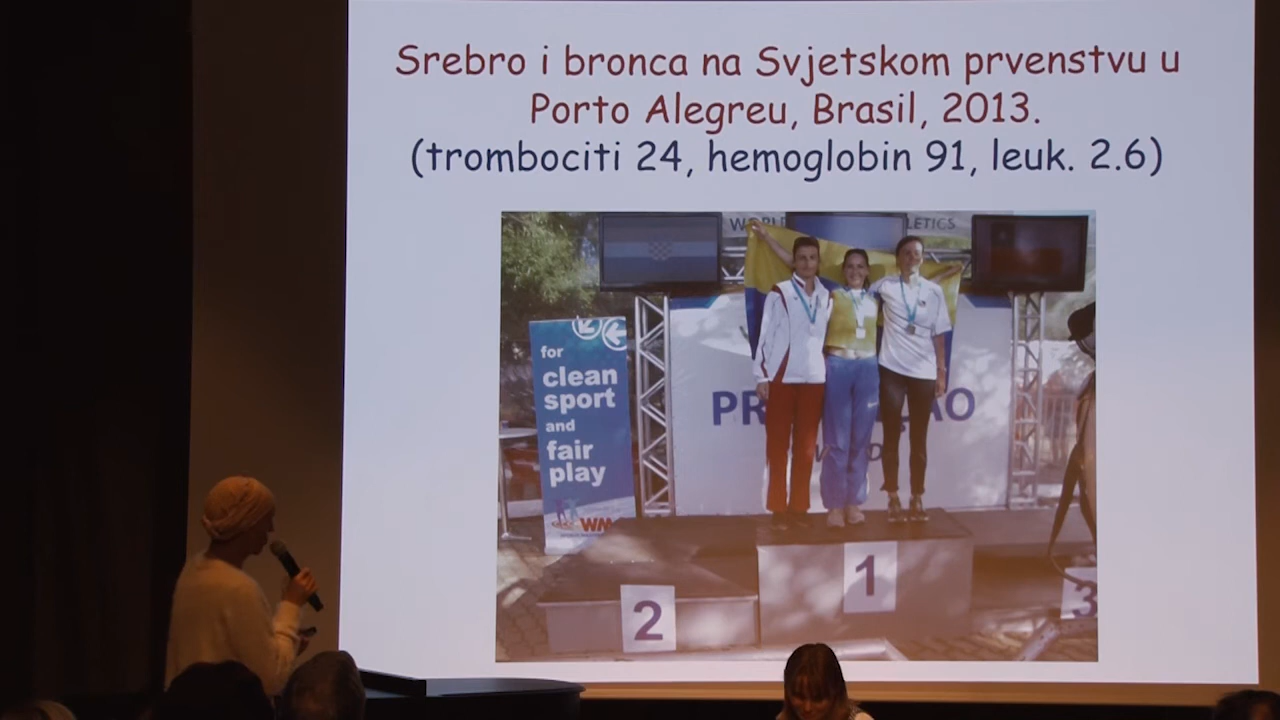 Srebro i bronca na Svjetskom prvenstvu u
Porto Alegreu, Brasil, 2013.
(trombociti 24, hemoglobin 91, leuk. 2.6)
for
clean
sport
and
fair
play
2
1
3